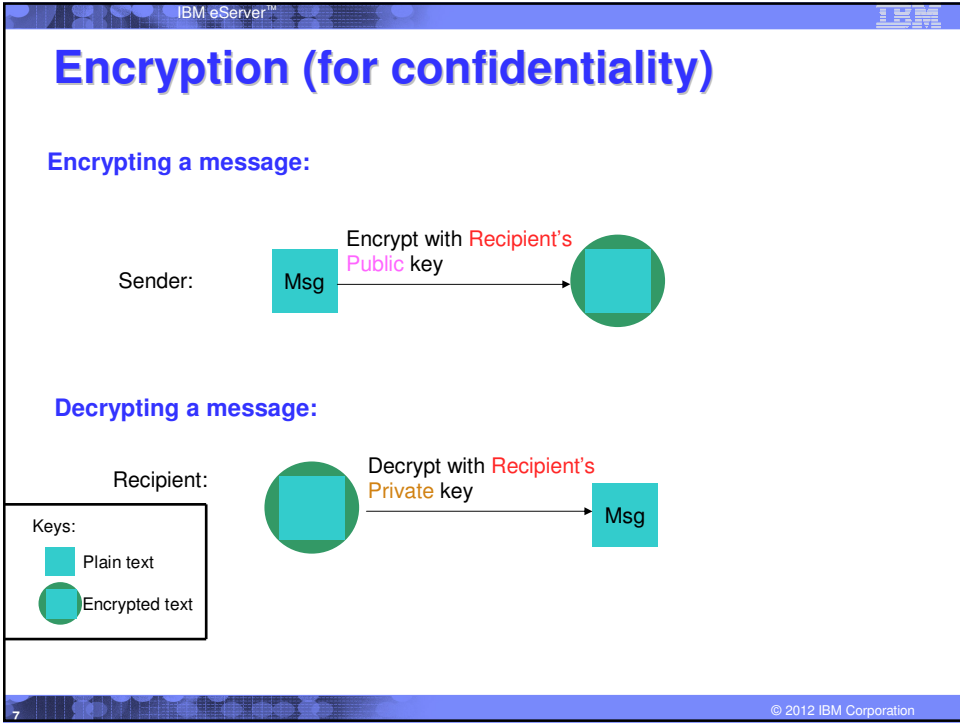 IBM eServer™
IBM
Encryption (for confidentiality)
Encrypting a message:
Encrypt with Recipient's
Public key
Sender:
Msg
Decrypting a message:
Decrypt with Recipient's
Private key
Recipient:
Msg
Keys:
Plain text
Encrypted text
7
© 2012 IBM Corporation